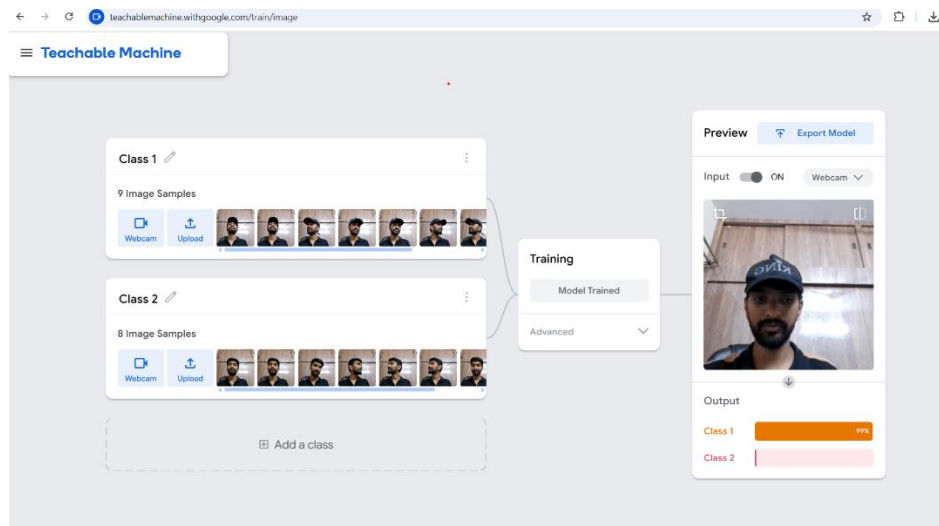 teachablemachine.withgoogle.com/train/image
Teachable Machine
Class 1
9 Image Samples
Webcam
Upload
Class 2
8 Image Samples
Webcam
Upload
Add a class
Training
Model Trained
Advanced
Preview
Export Model
Input
ON
Webcam
KING
Output
Class 1
99%
Class 2